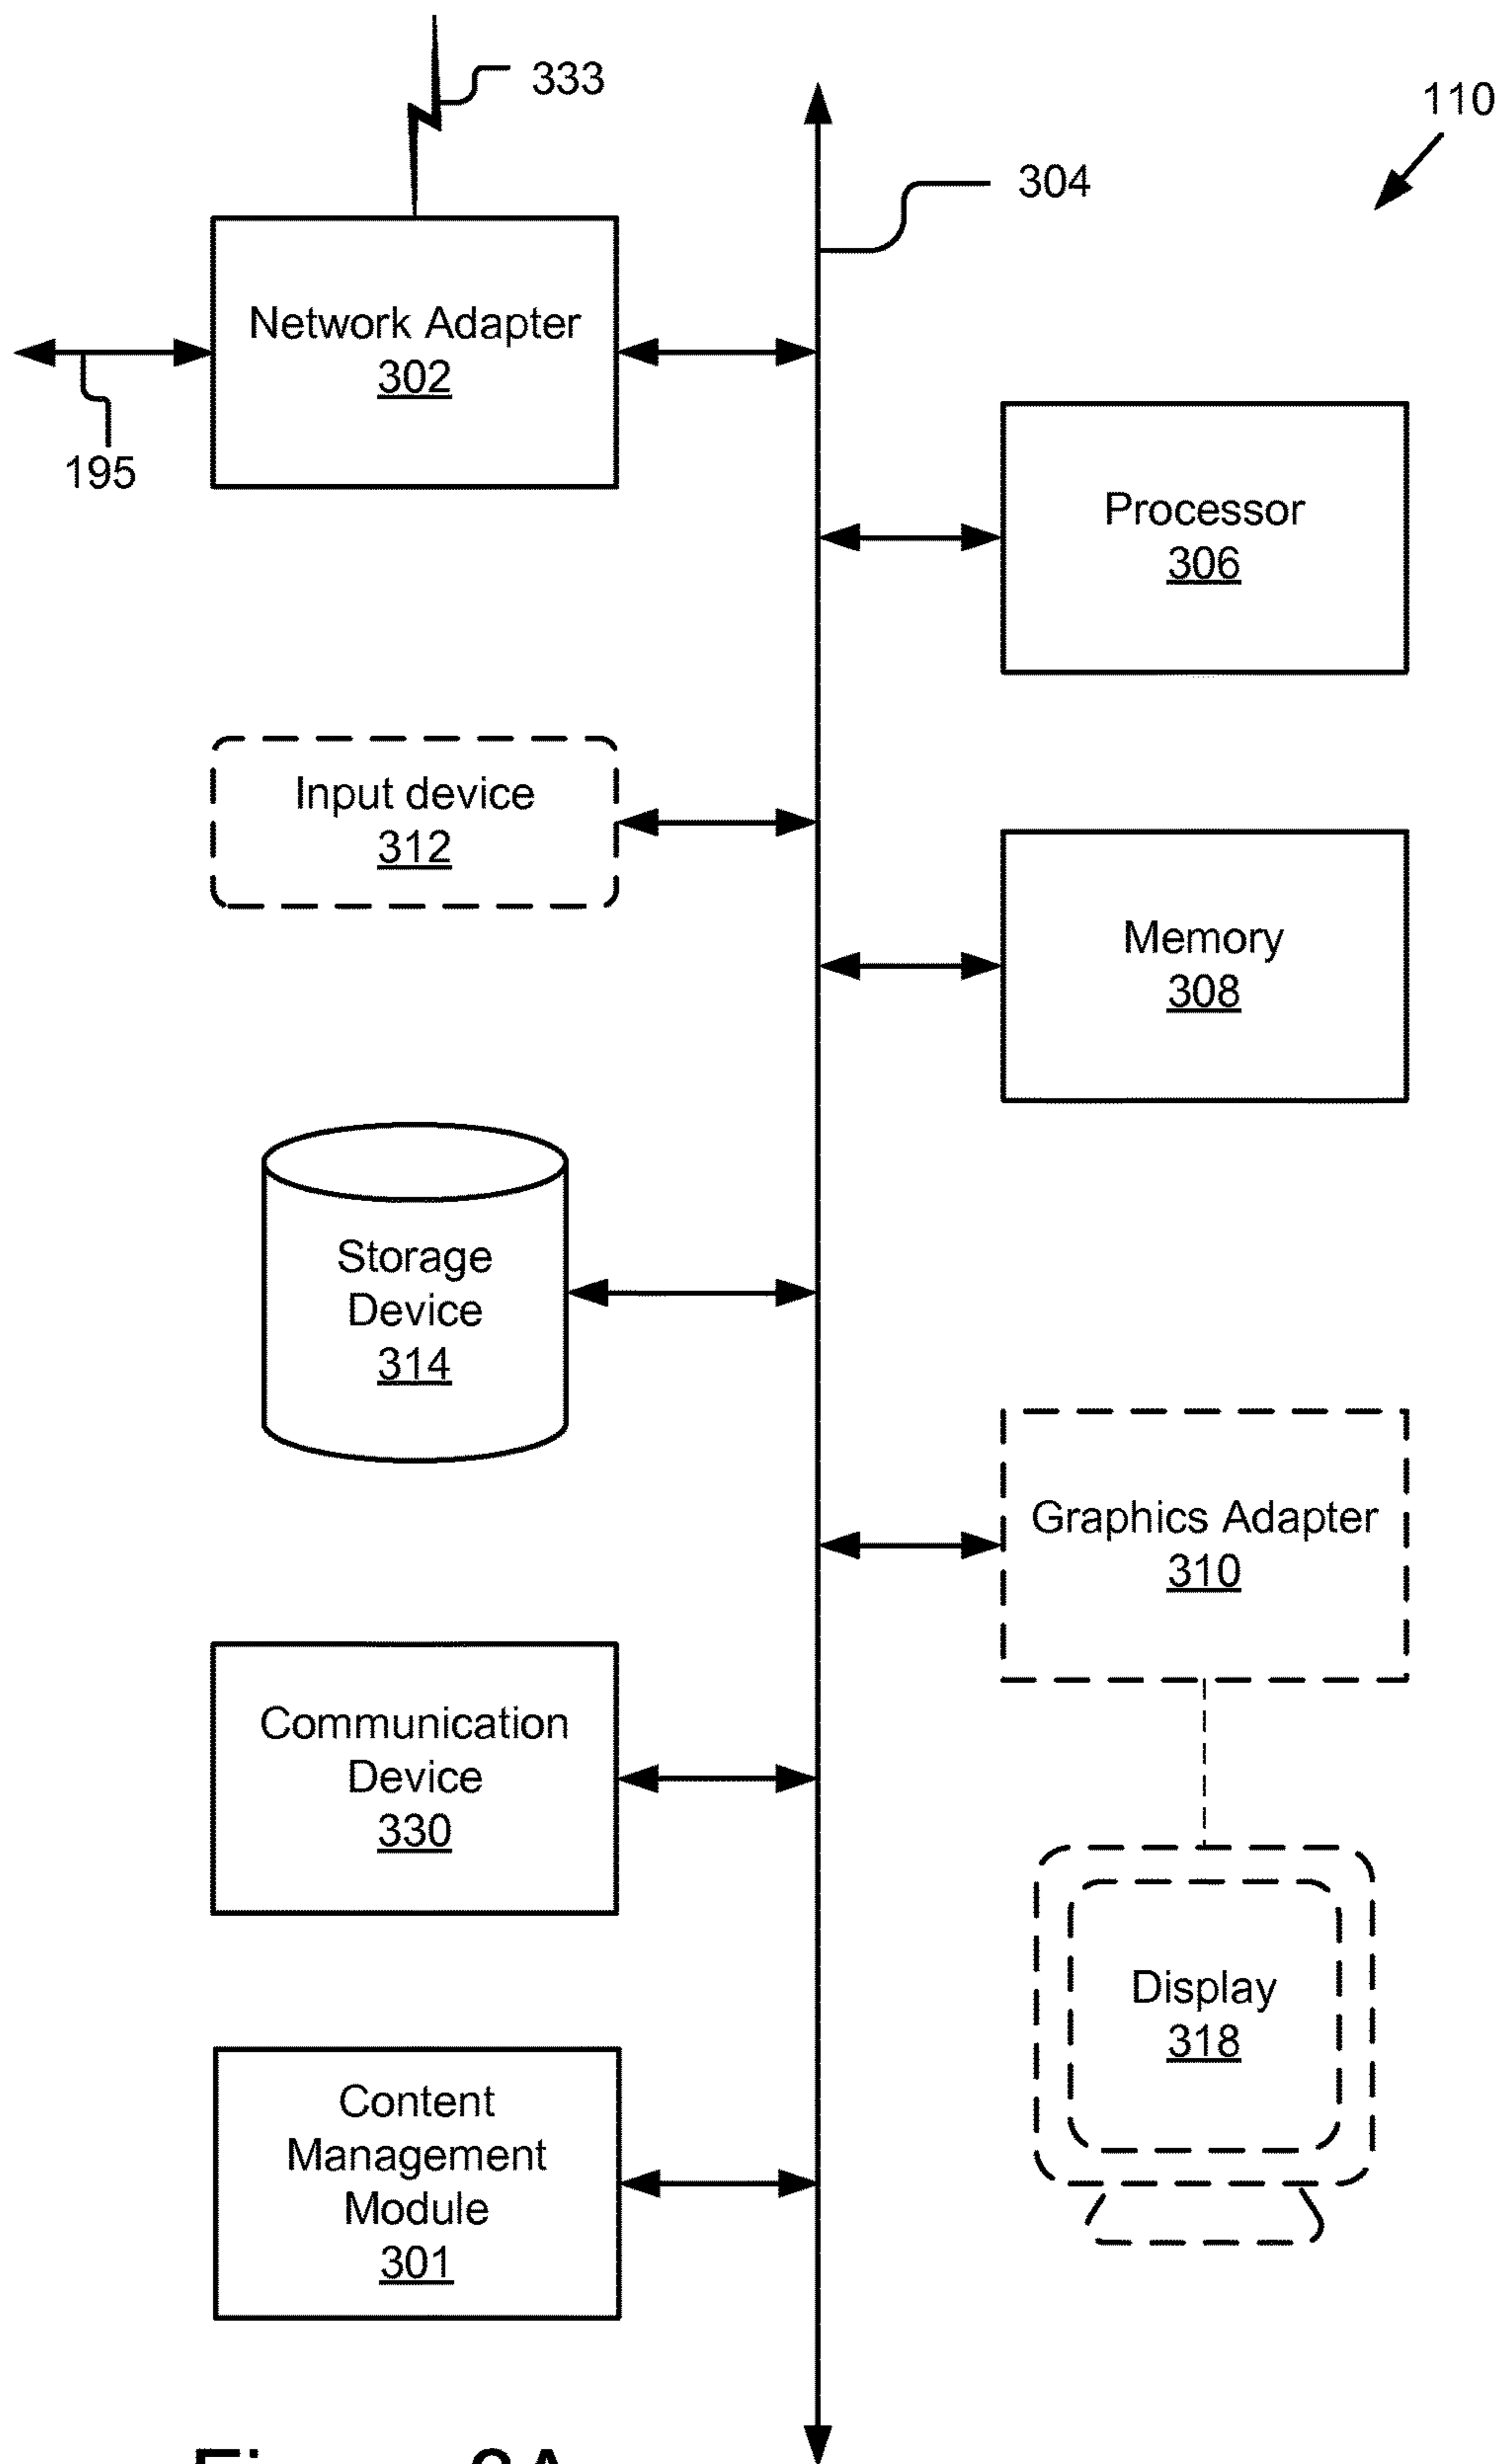 333
110
304
Network Adapter
302
195
Processor
306
Input device
312
Memory
308
Storage
Device
314
Graphics Adapter
310
Communication
Device
330
Display
318
Content
Management
Module
301